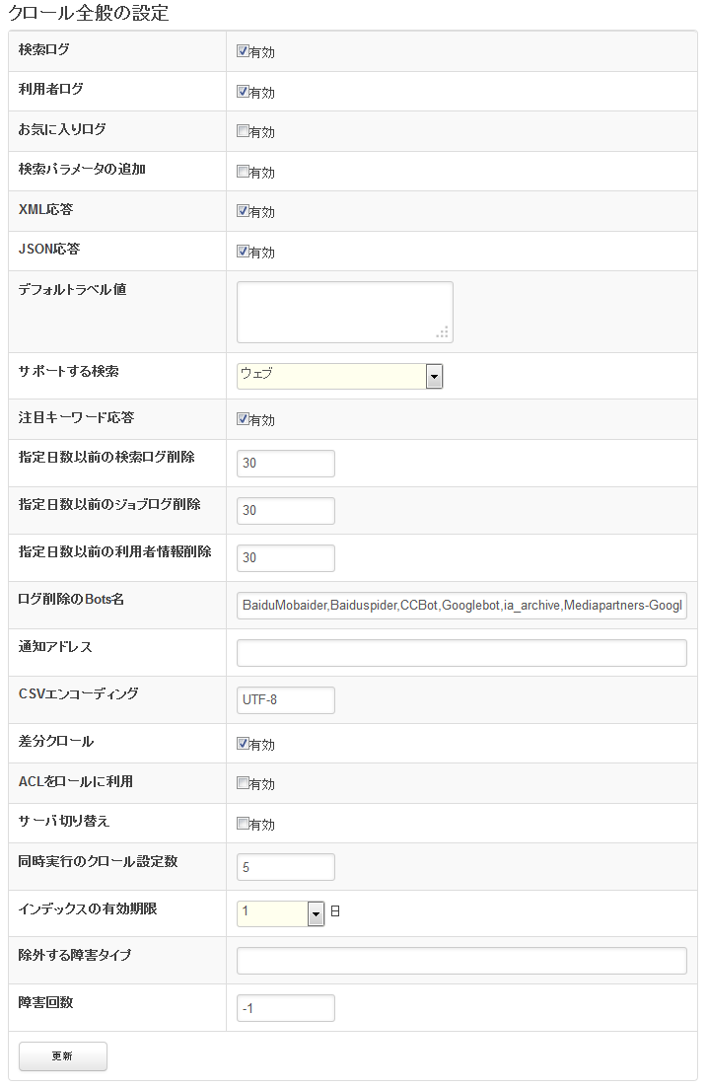 クロール全般の設定
検索ログ 有効
利用者ログ 有効
お気に入りログ 有効
検索パラメータの追加 有効
XML応答 有効
JSON応答 有効
デフォルトラベル値
サポートする検索 ウェブ
注目キーワード応答 有効
指定日数以前の検索ログ削除 30
指定日数以前のジョブログ削除 30
指定日数以前の利用者情報削除 30
ログ削除のBots名 BaiduMobaider,Baiduspider,CCBot,Googlebot,ia_archive,Mediapartners-Googl
通知アドレス
CSVエンコーディング UTF-8
差分クロール 有効
ACLをロールに利用 有効
サーバ切り替え 有効
同時実行のクロール設定数 5
インデックスの有効期限 1 日
除外する障害タイプ
障害回数 -1
更新